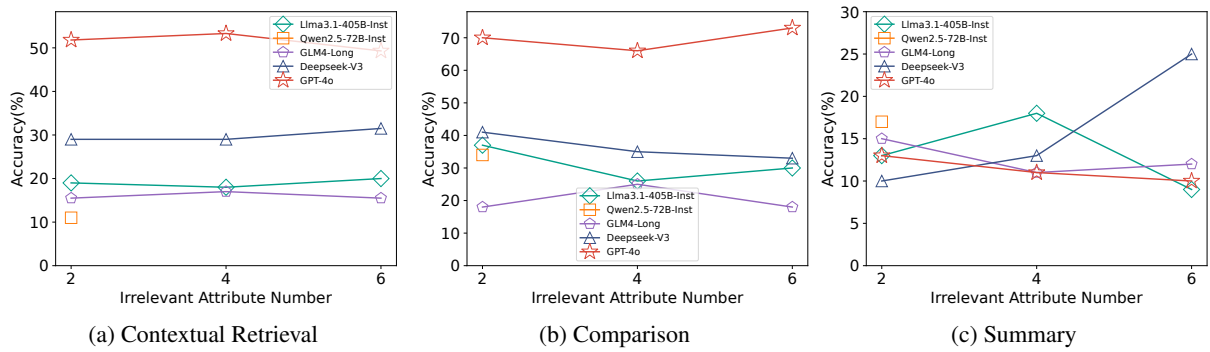 60
50
40
30
20
10
0
Accuracy(%)
2 4 6
Irrelevant Attribute Number
Llma3.1-405B-Inst
Qwen2.5-72B-Inst
GLM4-Long
Deepseek-V3
GPT-4o
(a) Contextual Retrieval
70
60
50
40
30
20
10
0
Accuracy(%)
2 4 6
Irrelevant Attribute Number
Llma3.1-405B-Inst
Qwen2.5-72B-Inst
GLM4-Long
Deepseek-V3
GPT-4o
(b) Comparison
30
25
20
15
10
5
0
Accuracy(%)
2 4 6
Irrelevant Attribute Number
Llma3.1-405B-Inst
Qwen2.5-72B-Inst
GLM4-Long
Deepseek-V3
GPT-4o
(c) Summary